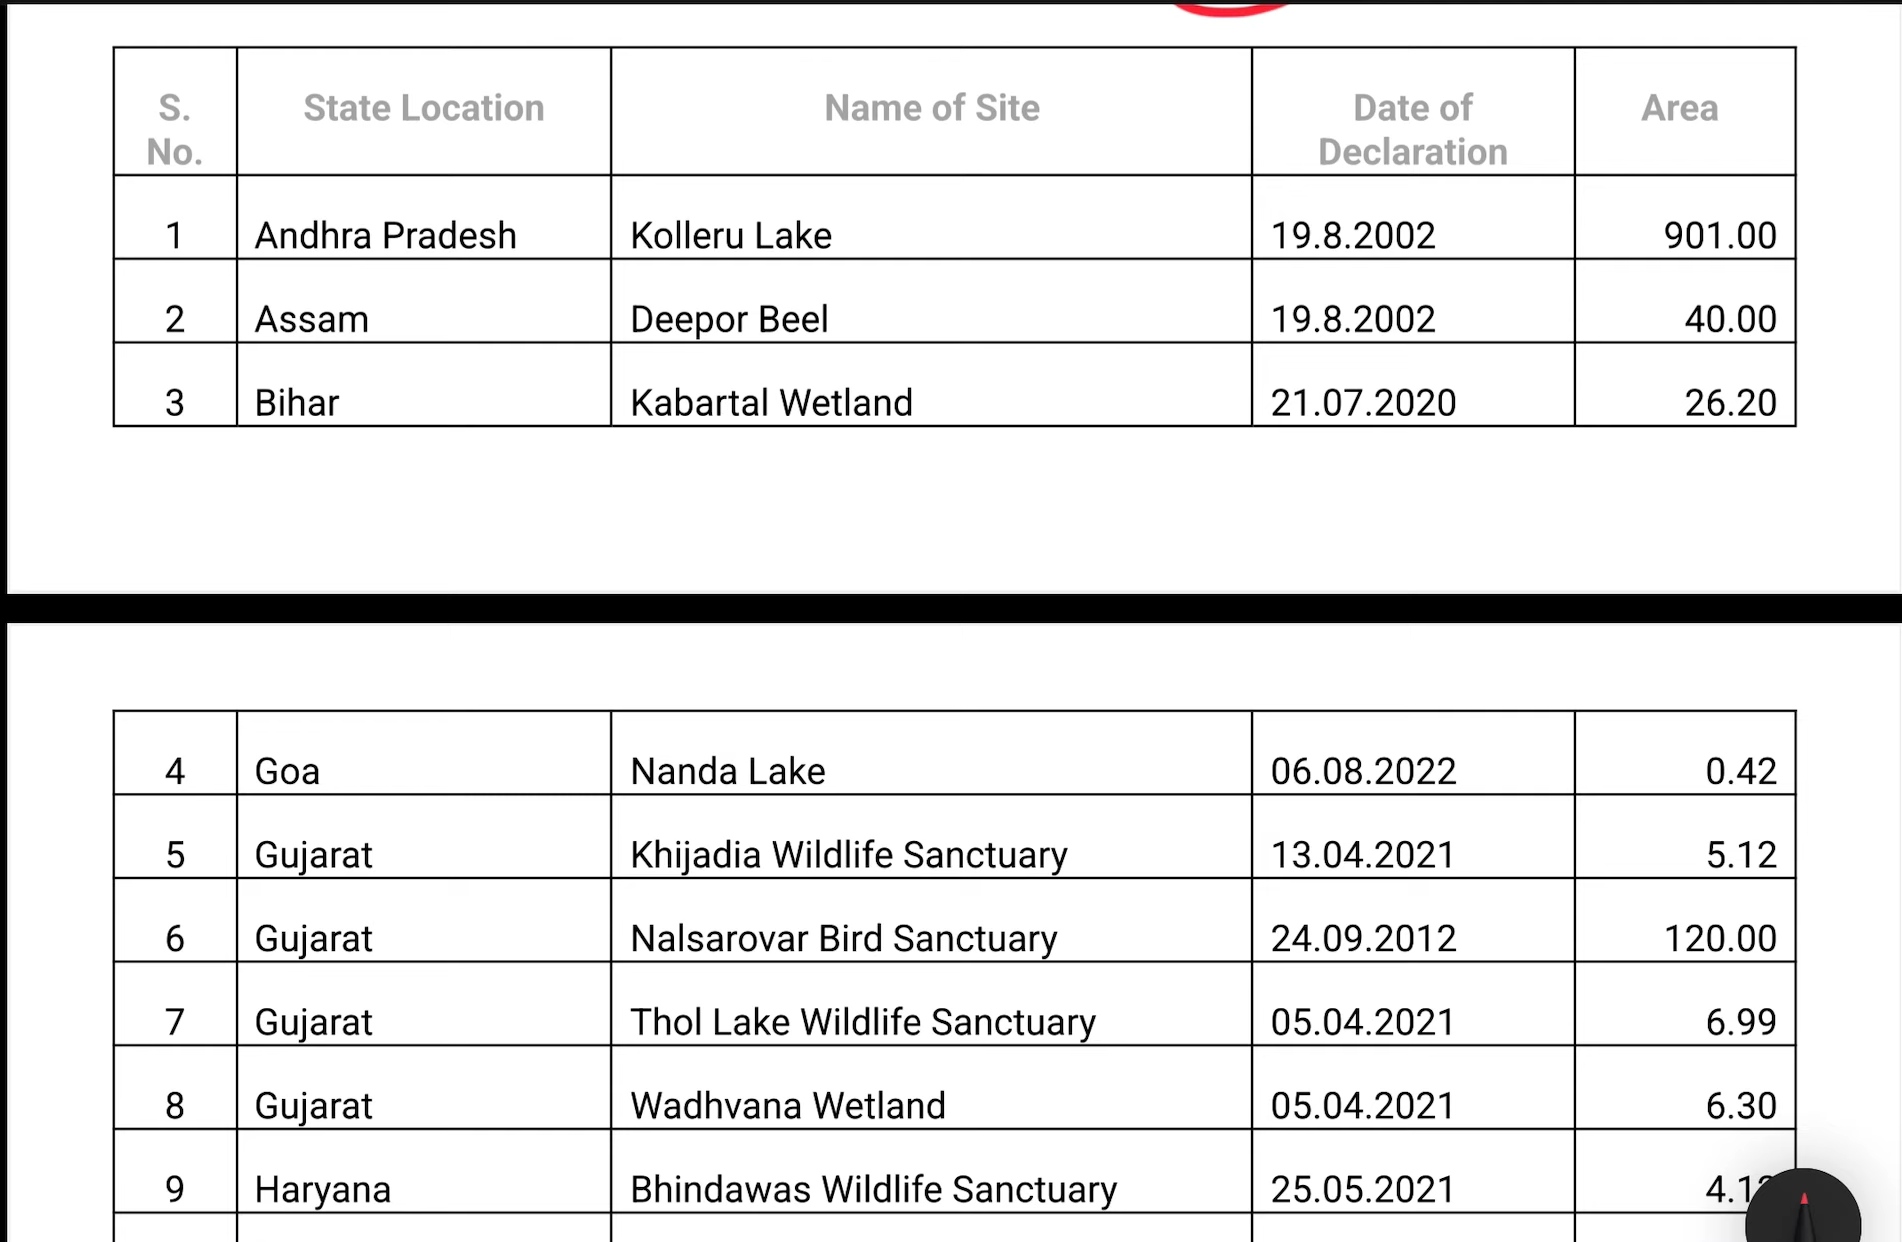 S. No. State Location Name of Site Date of Declaration Area
1 Andhra Pradesh Kolleru Lake 19.8.2002 901.00
2 Assam Deepor Beel 19.8.2002 40.00
3 Bihar Kabartal Wetland 21.07.2020 26.20
4 Goa Nanda Lake 06.08.2022 0.42
5 Gujarat Khijadia Wildlife Sanctuary 13.04.2021 5.12
6 Gujarat Nalsarovar Bird Sanctuary 24.09.2012 120.00
7 Gujarat Thol Lake Wildlife Sanctuary 05.04.2021 6.99
8 Gujarat Wadhvana Wetland 05.04.2021 6.30
9 Haryana Bhindawas Wildlife Sanctuary 25.05.2021